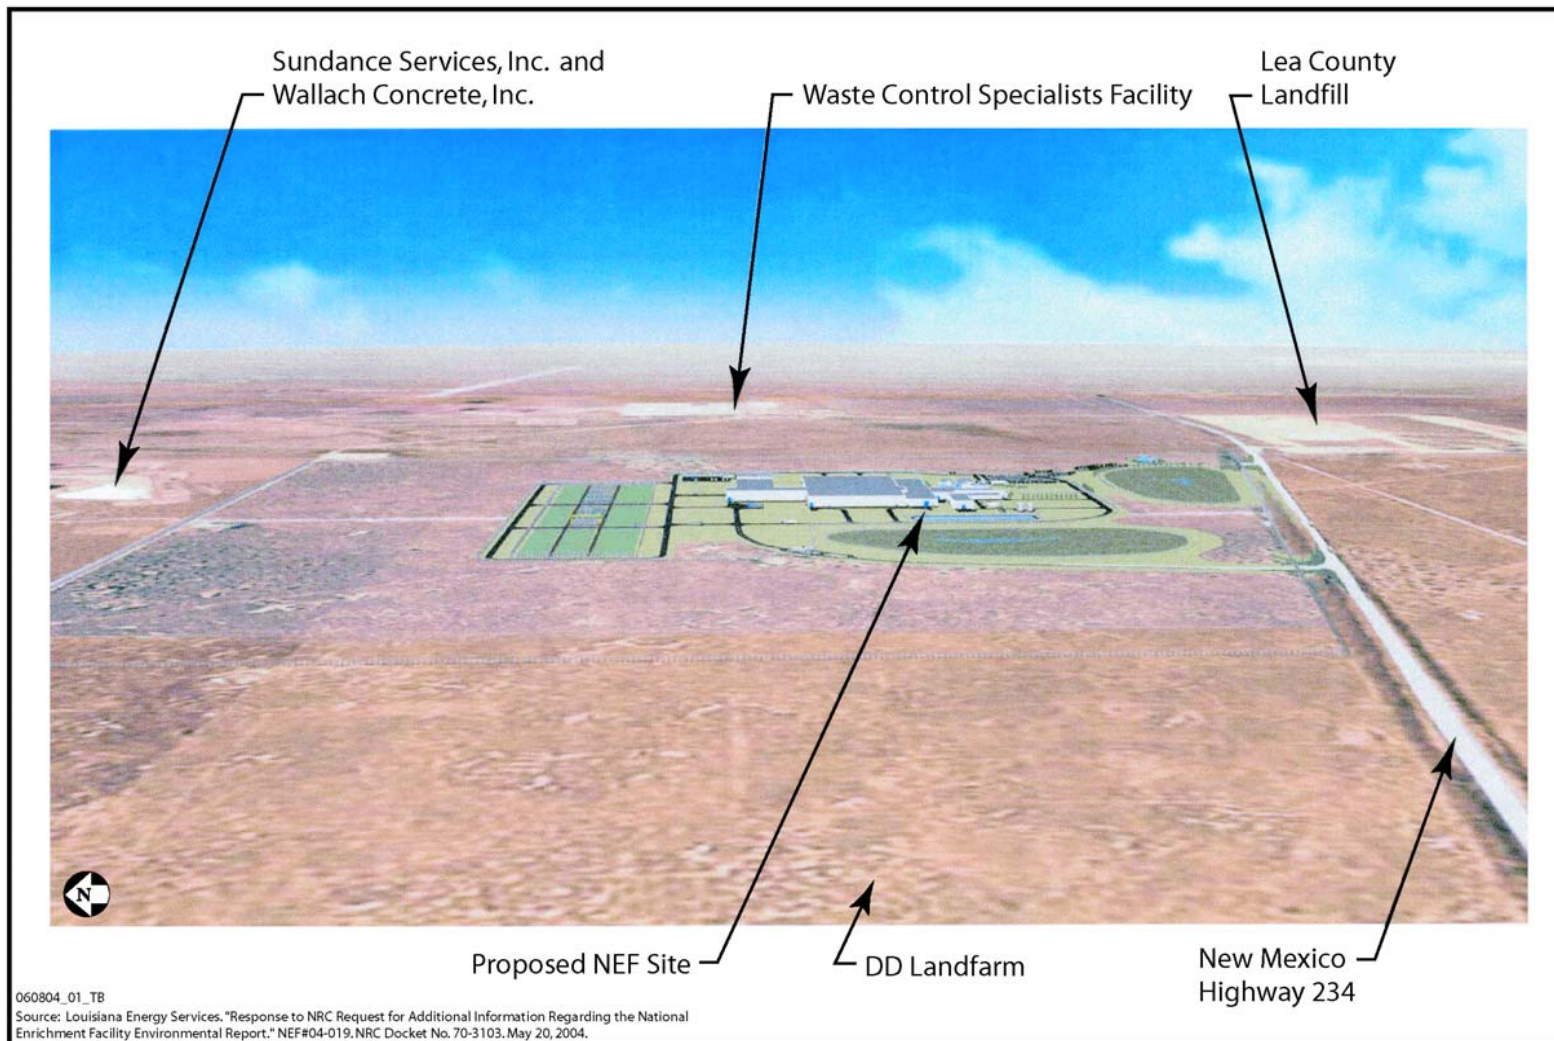 Sundance Services, Inc. and
Wallach Concrete, Inc.
Waste Control Specialists Facility
Lea County
Landfill
N
Proposed NEF Site
DD Landfarm
New Mexico
Highway 234
060804_01_TB
Source: Louisiana Energy Services. "Response to NRC Request for Additional Information Regarding the National
Enrichment Facility Environmental Report." NEF#04-019. NRC Docket No. 70-3103. May 20, 2004.